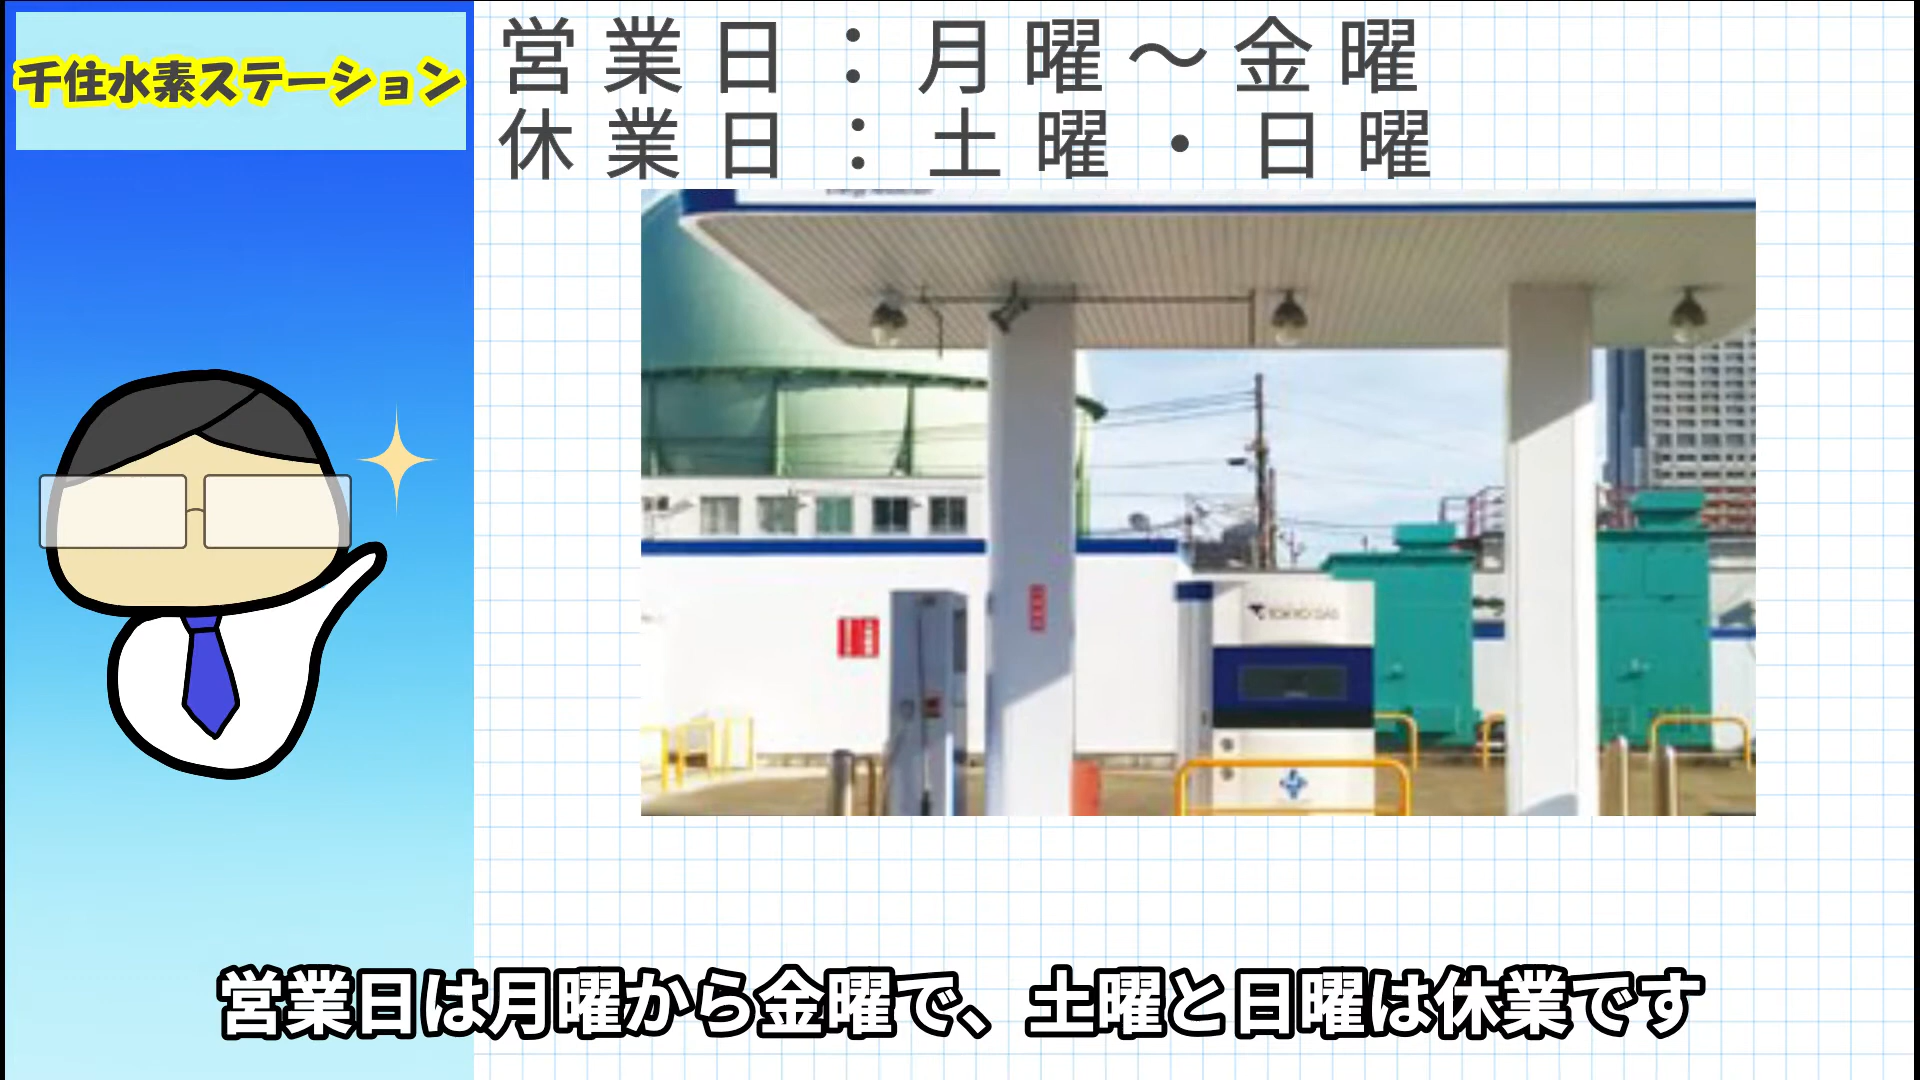 千住水素ステーション
営業日：月曜～金曜
休業日：土曜・日曜
TOKYO GAS
営業日は月曜から金曜で、土曜と日曜は休業です